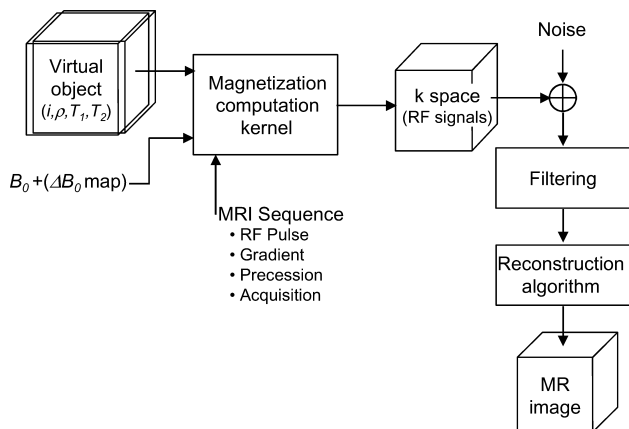 Virtual
object
(i,ρ,T₁,T₂)
B₀ +(ΔB₀ map)
Magnetization
computation
kernel
MRI Sequence
• RF Pulse
• Gradient
• Precession
• Acquisition
k space
(RF signals)
Noise
Filtering
Reconstruction
algorithm
MR
image